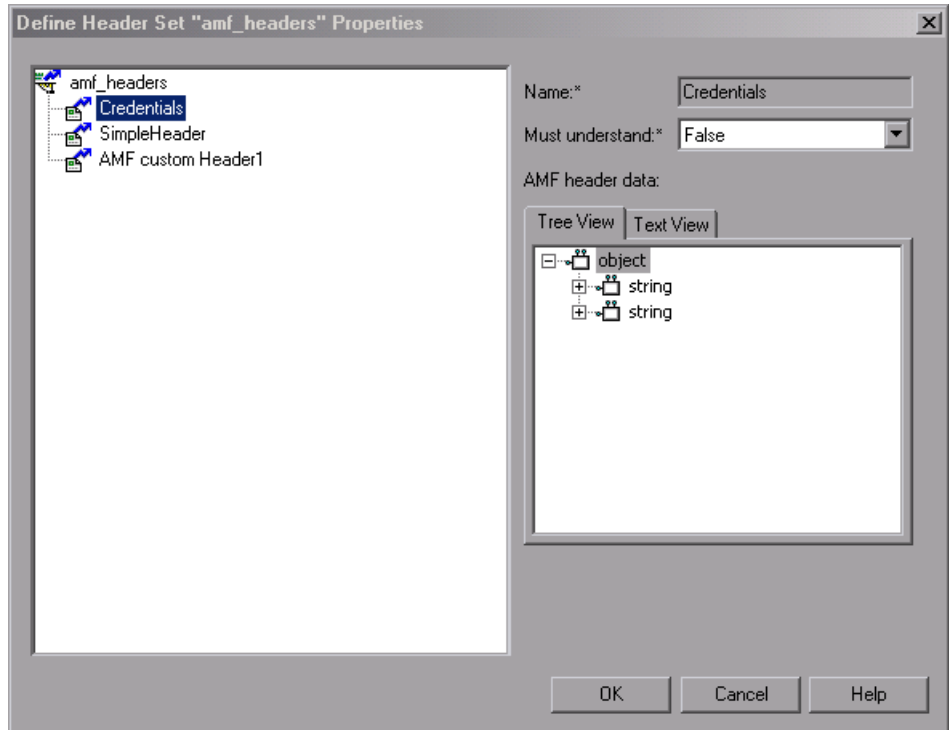 Define Header Set "amf_headers" Properties
amf_headers
Credentials
SimpleHeader
AMF custom Header1
Name:* Credentials
Must understand:* False
AMF header data:
Tree View Text View
object
string
string
OK Cancel Help